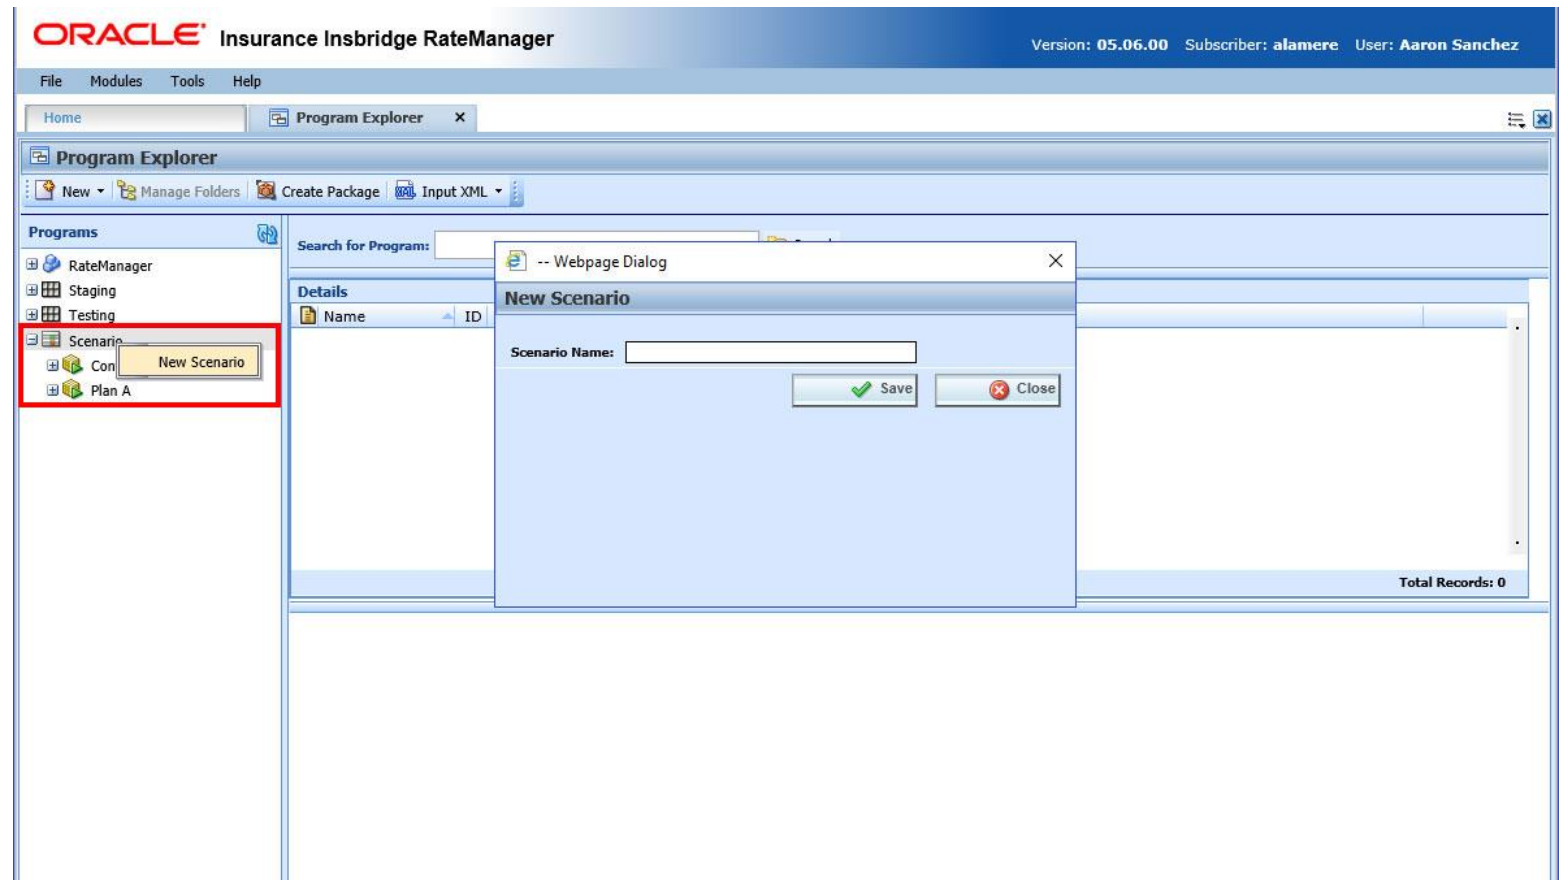 ORACLE Insurance Insbridge RateManager
Version: 05.06.00 Subscriber: alamere User: Aaron Sanchez
File Modules Tools Help
Home
Program Explorer
Program Explorer
New Manage Folders Create Package XML Input XML
Programs
RateManager
Staging
Testing
Scenario
New Scenario
Con
Plan A
Search for Program:
Details
Name ID
-- Webpage Dialog
New Scenario
Scenario Name:
Save Close
Total Records: 0